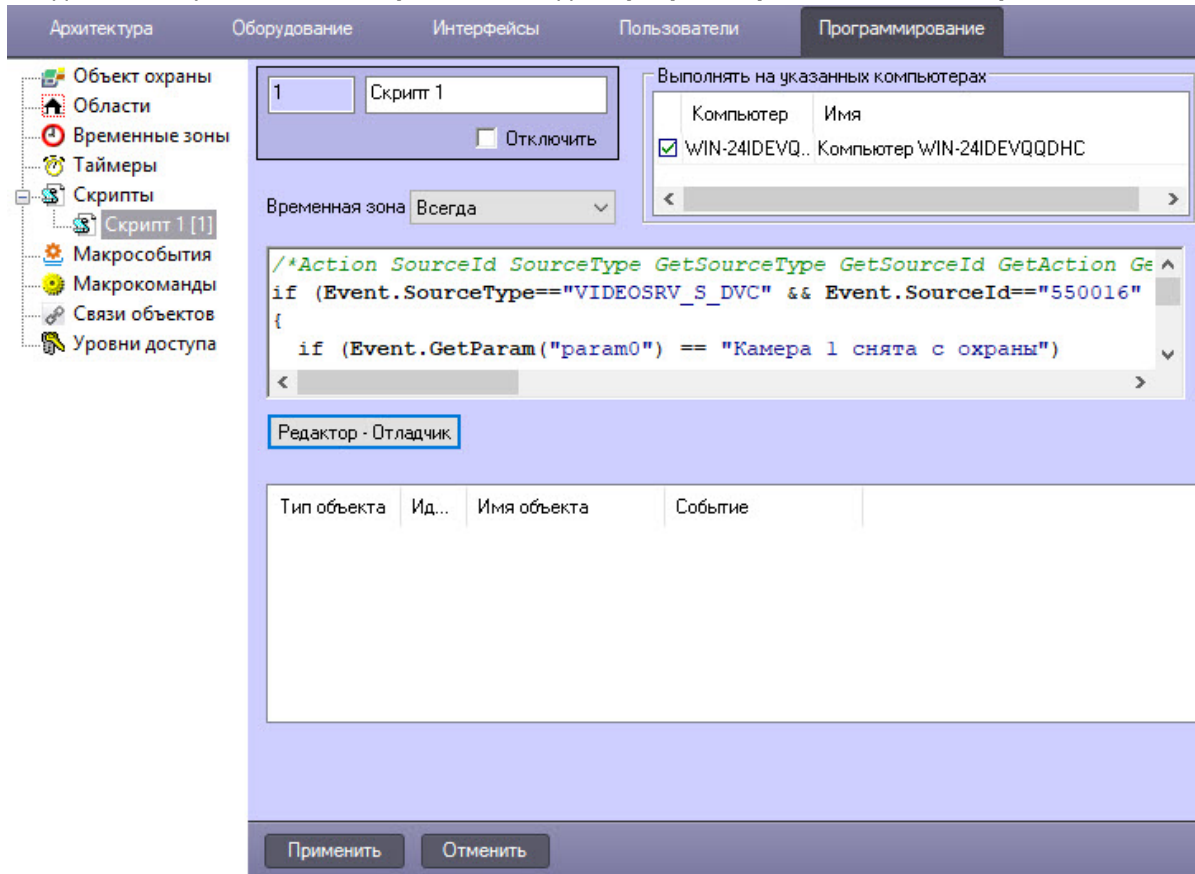 Архитектура Оборудование Интерфейсы Пользователи Программирование
Объект охраны
Области
Временные зоны
Таймеры
Скрипты
Скрипт 1 [1]
Макрособытия
Макрокоманды
Связи объектов
Уровни доступа
1 Скрипт 1
Отключить
Временная зона Всегда
Выполнять на указанных компьютерах
Компьютер Имя
WIN-24IDEVQ.. Компьютер WIN-24IDEVQQDHC
/*Action SourceId SourceType GetSourceType GetSourceId GetAction Ge
if (Event.SourceType=="VIDEOSRV_S_DVC" && Event.SourceId=="550016"
{
if (Event.GetParam("param0") == "Камера 1 снята с охраны")
Редактор - Отладчик
Тип объекта Ид... Имя объекта Событие
Применить Отменить